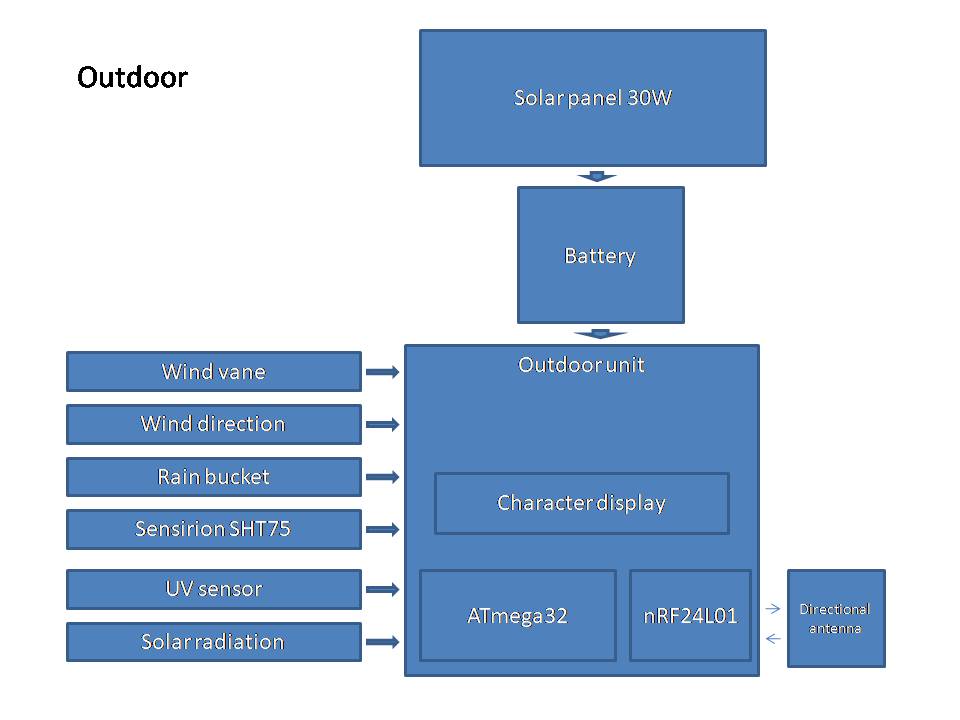 Outdoor
Solar panel 30W
Battery
Outdoor unit
Wind vane
Wind direction
Rain bucket
Sensirion SHT75
UV sensor
Solar radiation
Character display
ATmega32
nRF24L01
Directional
antenna